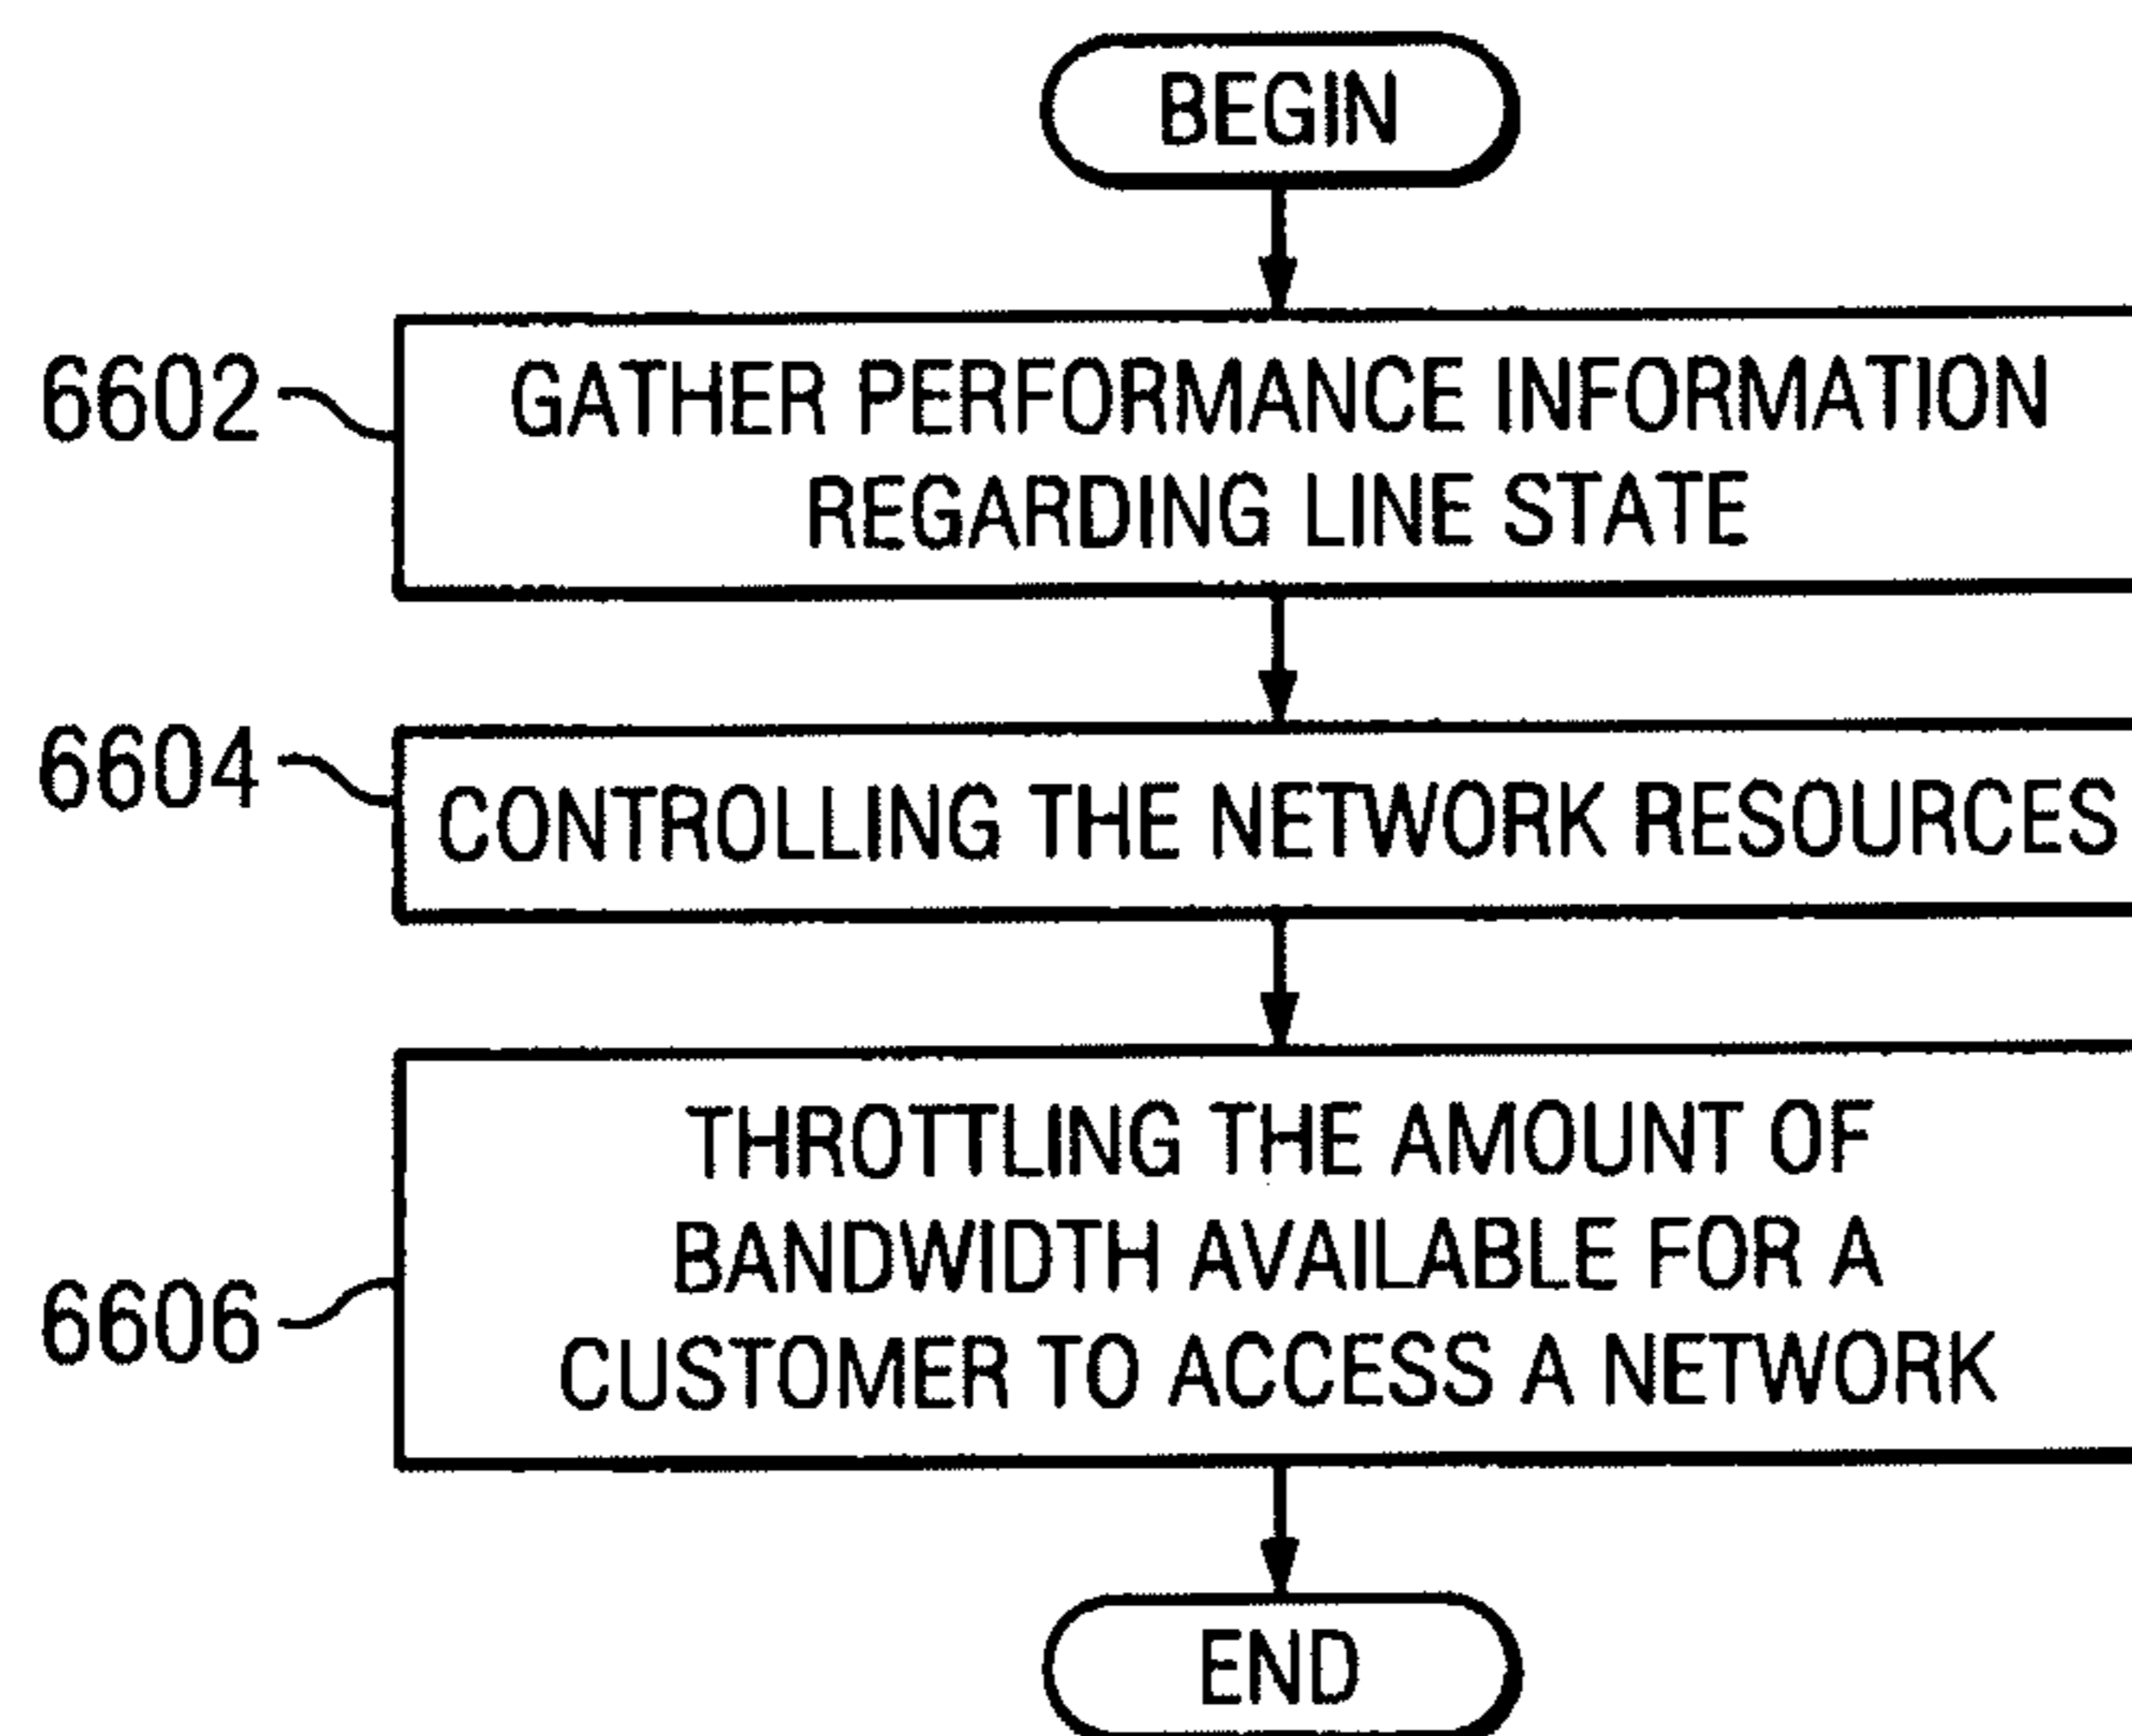 BEGIN
6602
GATHER PERFORMANCE INFORMATION
REGARDING LINE STATE
6604
CONTROLLING THE NETWORK RESOURCES
6606
THROTTLING THE AMOUNT OF
BANDWIDTH AVAILABLE FOR A
CUSTOMER TO ACCESS A NETWORK
END